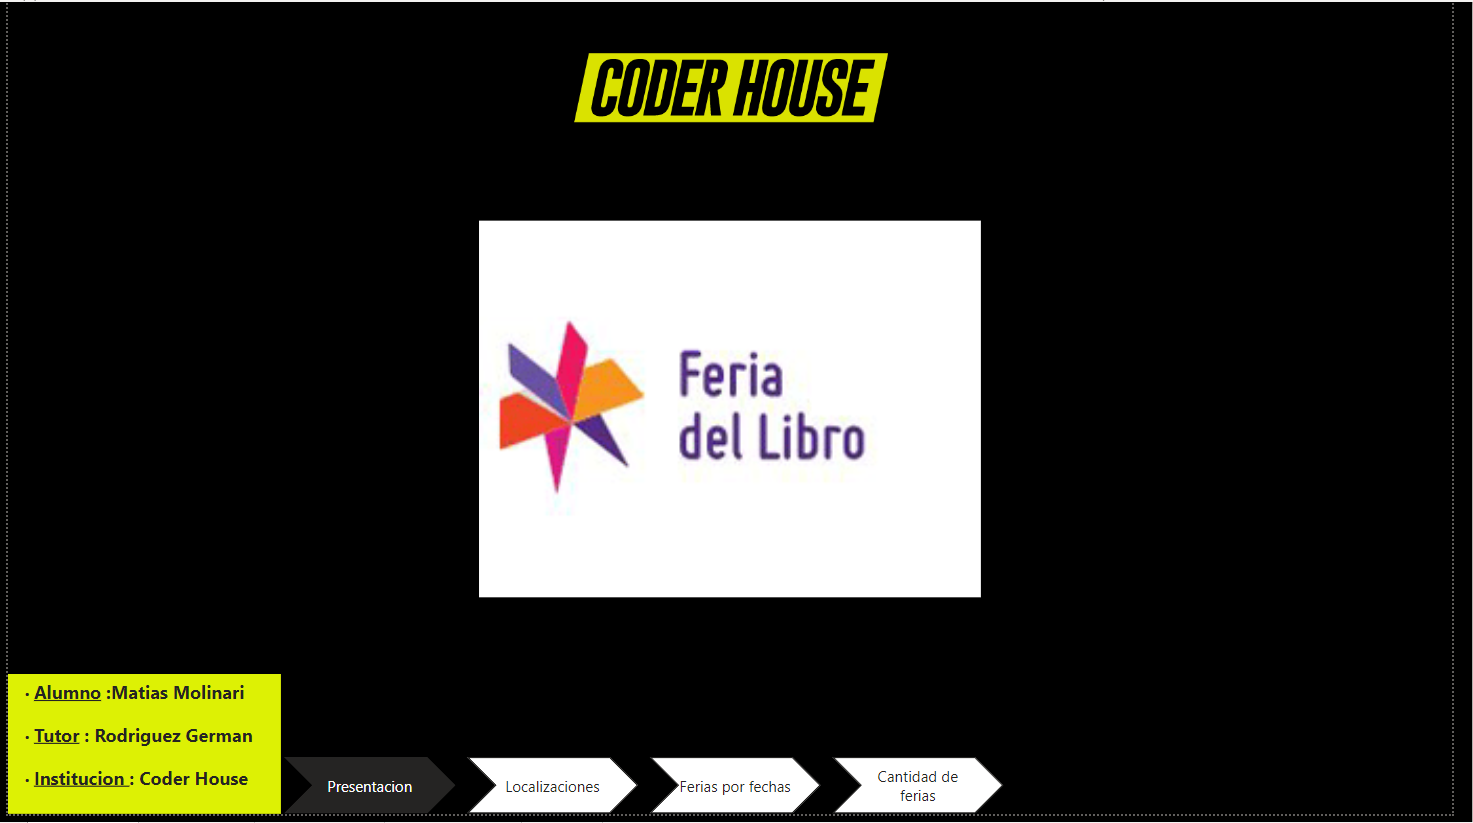 CODER HOUSE
Feria
del Libro
· Alumno :Matias Molinari
· Tutor : Rodriguez German
· Institucion : Coder House
Presentacion
Localizaciones
Ferias por fechas
Cantidad de
ferias